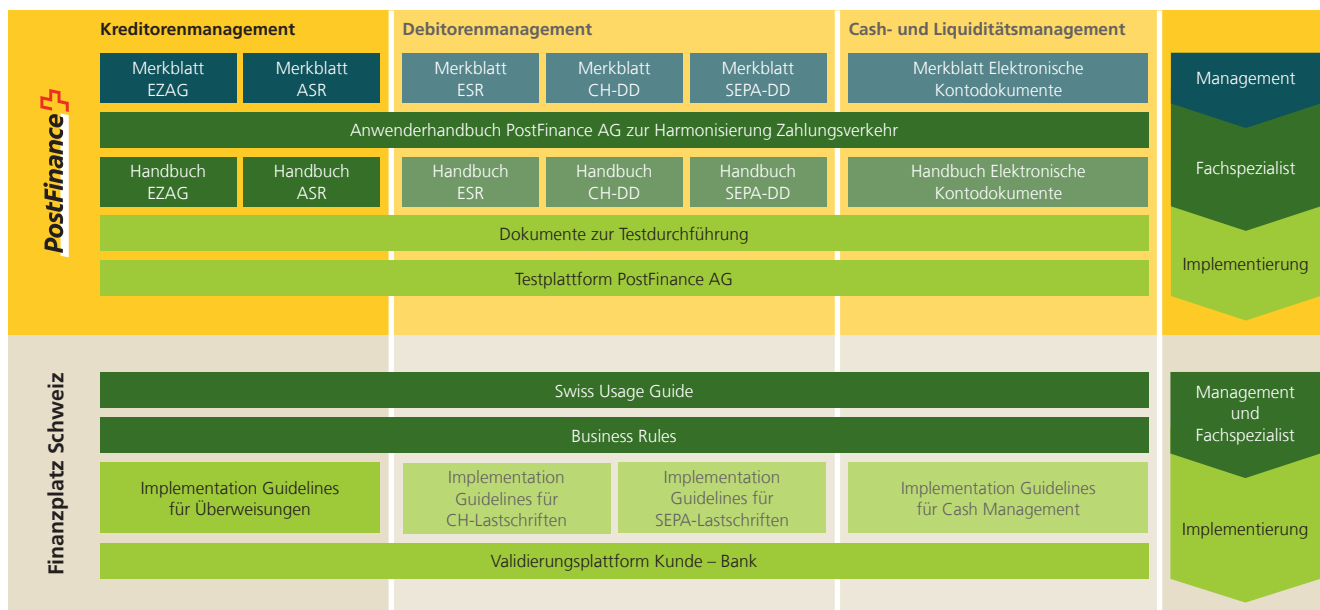 Kreditorenmanagement
Debitorenmanagement
Cash- und Liquiditätsmanagement
PostFinance
Merkblatt
EZAG
Merkblatt
ASR
Merkblatt
ESR
Merkblatt
CH-DD
Merkblatt
SEPA-DD
Merkblatt Elektronische
Kontodokumente
Management
Anwenderhandbuch PostFinance AG zur Harmonisierung Zahlungsverkehr
Handbuch
EZAG
Handbuch
ASR
Handbuch
ESR
Handbuch
CH-DD
Handbuch
SEPA-DD
Handbuch Elektronische
Kontodokumente
Fachspezialist
Dokumente zur Testdurchführung
Testplattform PostFinance AG
Implementierung
Finanzplatz Schweiz
Swiss Usage Guide
Business Rules
Management
und
Fachspezialist
Implementation Guidelines
für Überweisungen
Implementation
Guidelines für
CH-Lastschriften
Implementation
Guidelines für
SEPA-Lastschriften
Implementation Guidelines
für Cash Management
Implementierung
Validierungsplattform Kunde – Bank